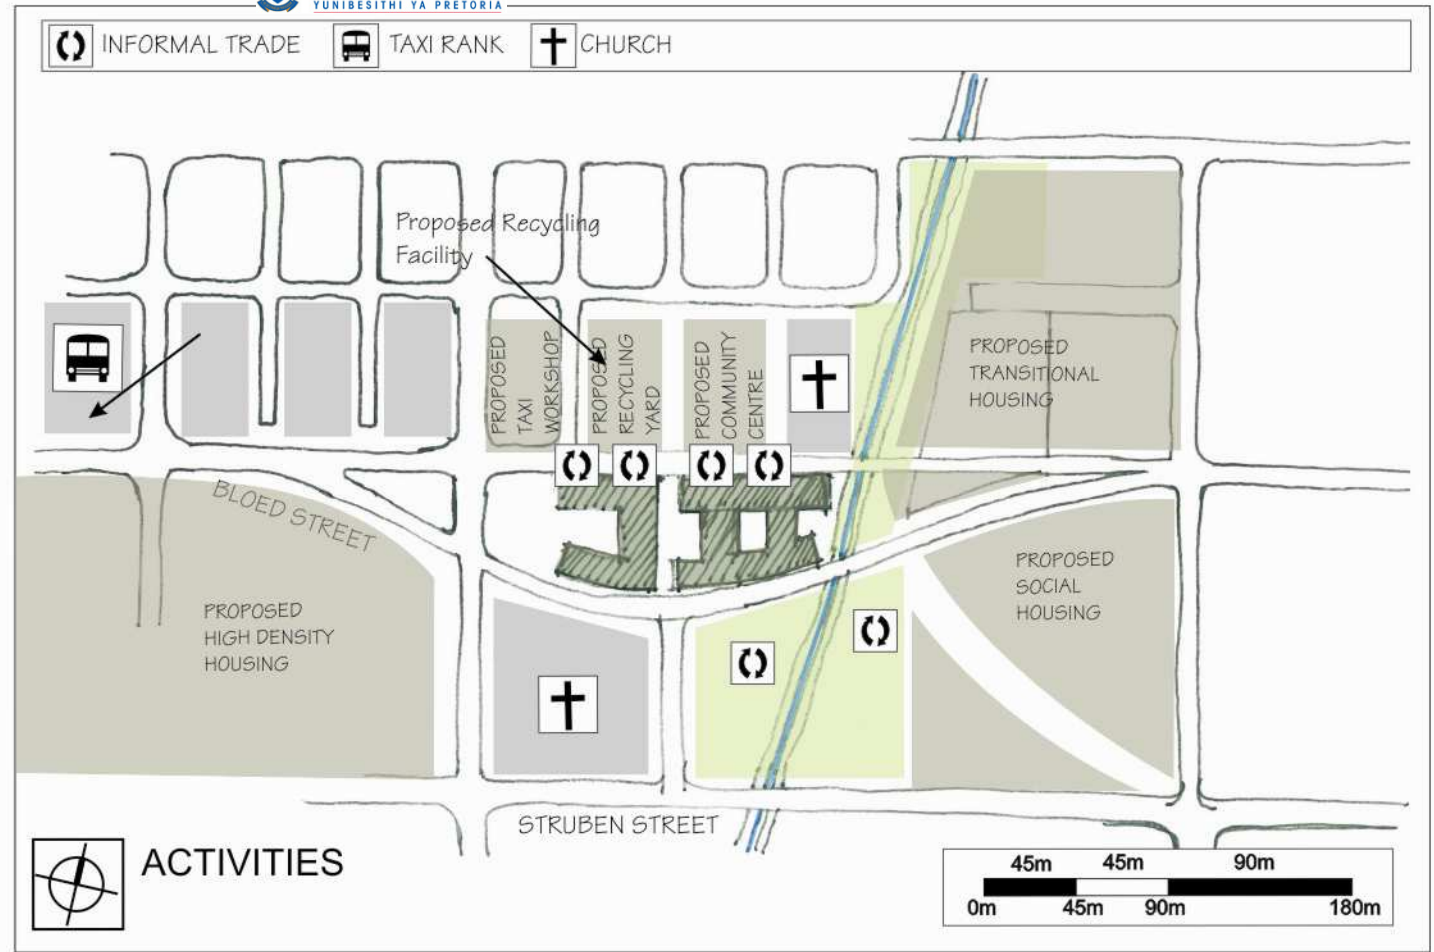 YUNIBESITHI YA PRETORIA
INFORMAL TRADE
TAXI RANK
CHURCH
Proposed Recycling
Facility
PROPOSED
TAXI
WORKSHOP
PROPOSED
RECYCLING
YARD
PROPOSED
COMMUNITY
CENTRE
PROPOSED
TRANSITIONAL
HOUSING
BLOED STREET
PROPOSED
HIGH DENSITY
HOUSING
PROPOSED
SOCIAL
HOUSING
STRUBEN STREET
ACTIVITIES
45m 45m 90m
0m 45m 90m 180m